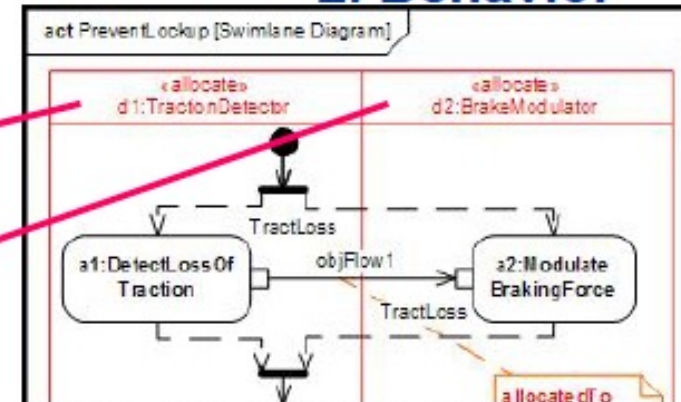 2. Behavior
act PreventLockup [Swimlane Diagram]
«allocate»
d1:TractionDetector
«allocate»
d2:BrakeModulator
TractLoss
a1:DetectLossOf
Traction
objFlow1
a2:Modulate
BrakingForce
TractLoss
allocatedTo